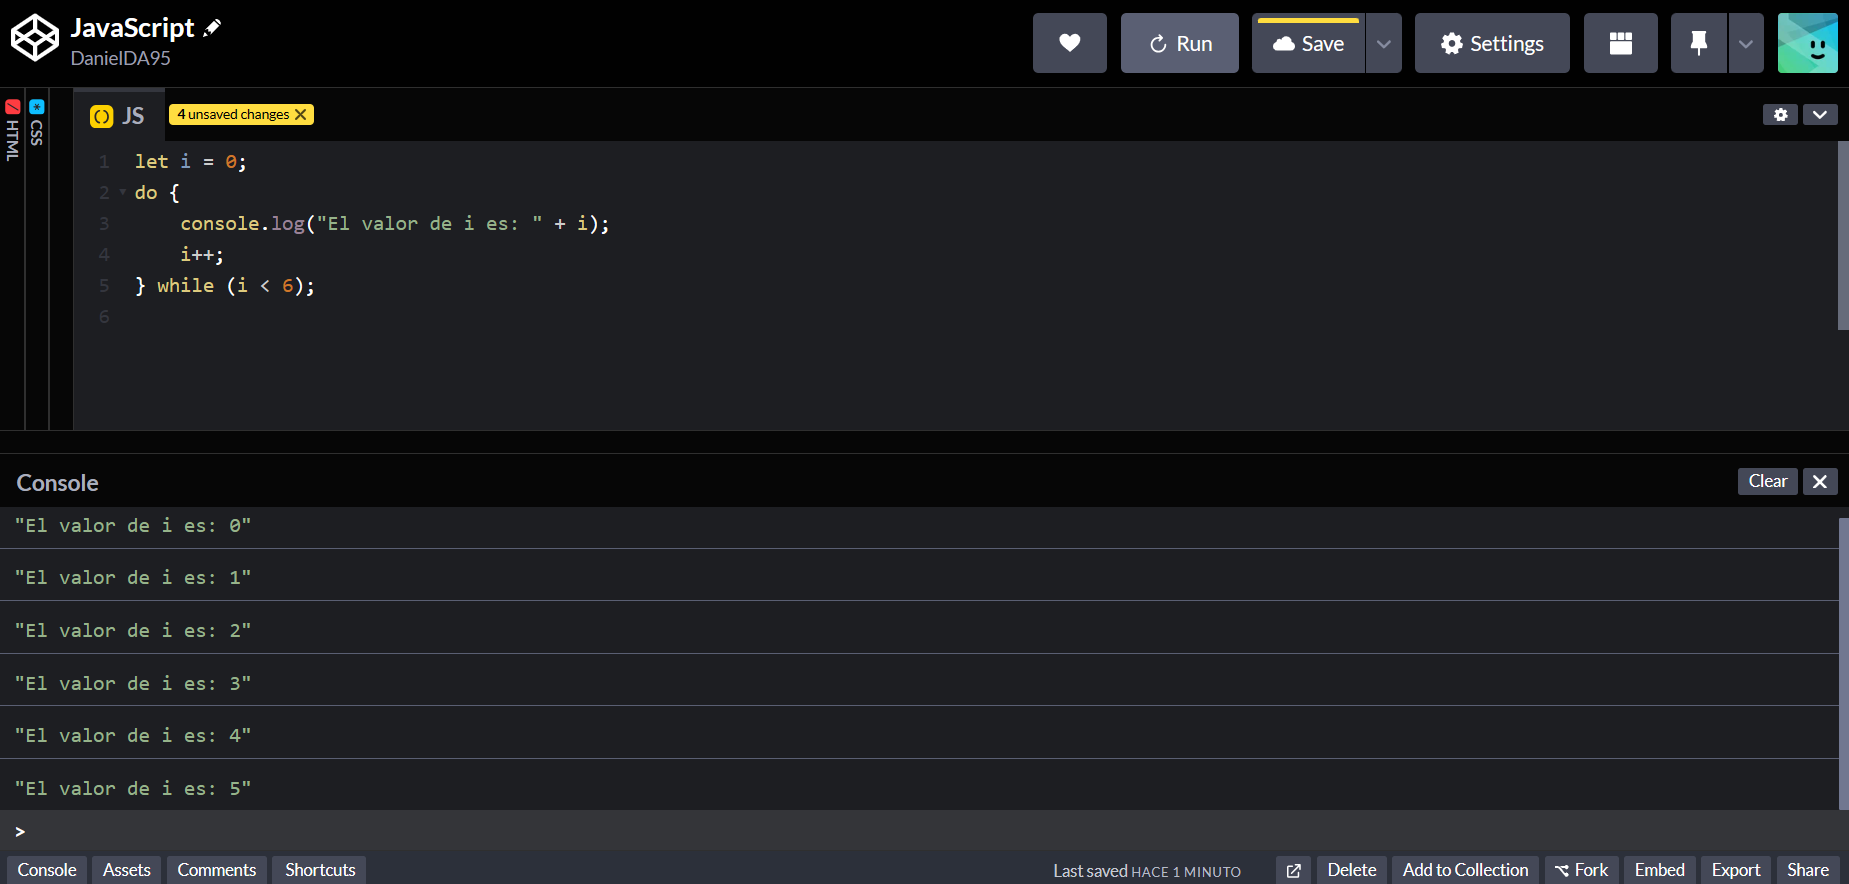 JavaScript
DanielDA95
Run
Save
Settings
HTML
CSS
JS
4 unsaved changes
1 let i = 0;
2 do {
3 console.log("El valor de i es: " + i);
4 i++;
5 } while (i < 6);
6
Console
Clear
"El valor de i es: 0"
"El valor de i es: 1"
"El valor de i es: 2"
"El valor de i es: 3"
"El valor de i es: 4"
"El valor de i es: 5"
>
Console Assets Comments Shortcuts Last saved HACE 1 MINUTO Delete Add to Collection Fork Embed Export Share